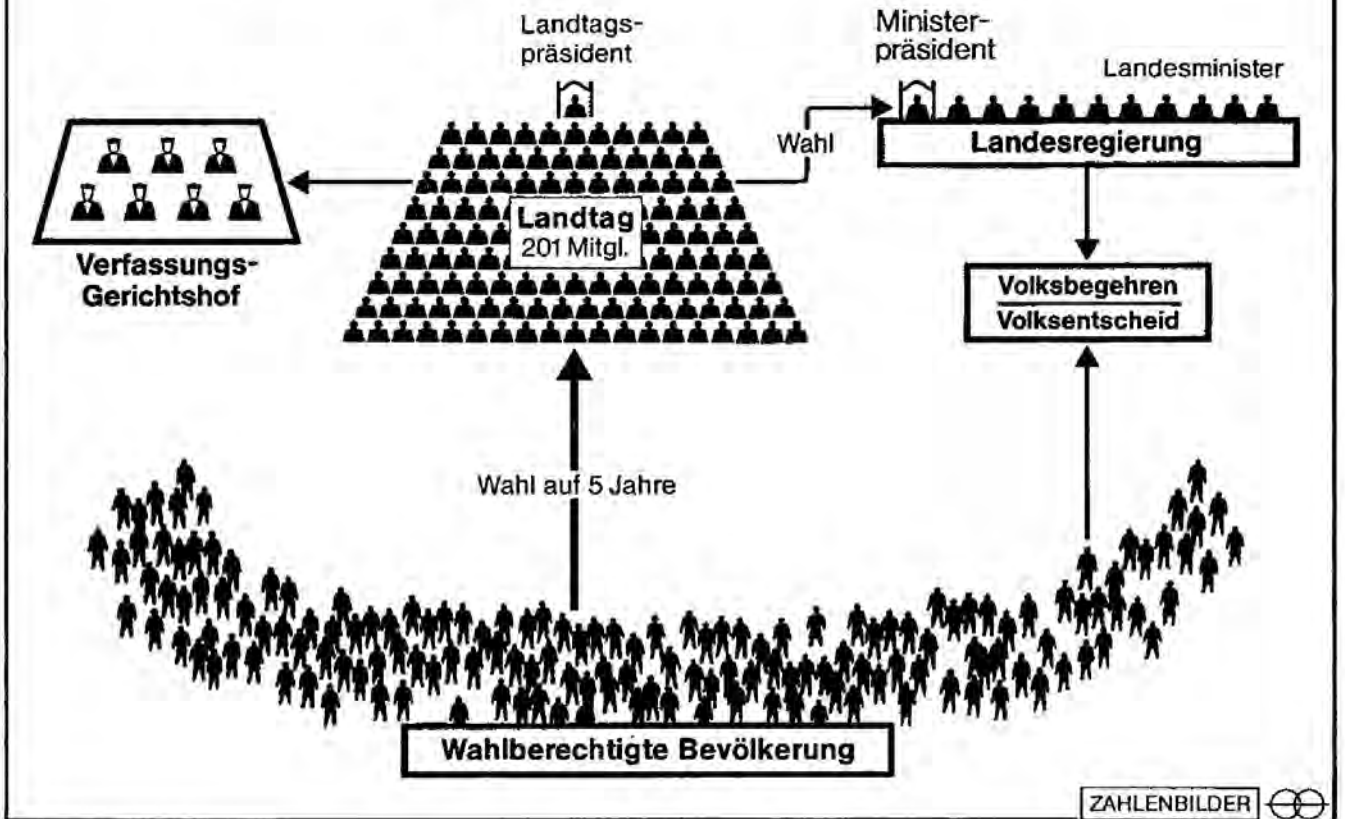 Landtags-
präsident
Minister-
präsident
Landesminister
Wahl
Landesregierung
Landtag
201 Mitgl.
Verfassungs-
Gerichtshof
Volksbegehren
Volksentscheid
Wahl auf 5 Jahre
Wahlberechtigte Bevölkerung
ZAHLENBILDER